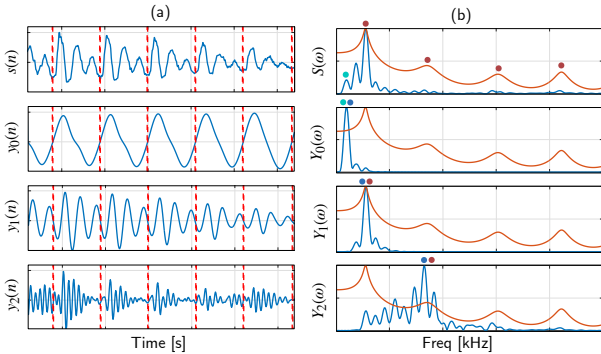 (a)
(b)
s(n)
S(ω)
y₀(n)
Y₀(ω)
y₁(n)
Y₁(ω)
y₂(n)
Y₂(ω)
Time [s]
Freq [kHz]